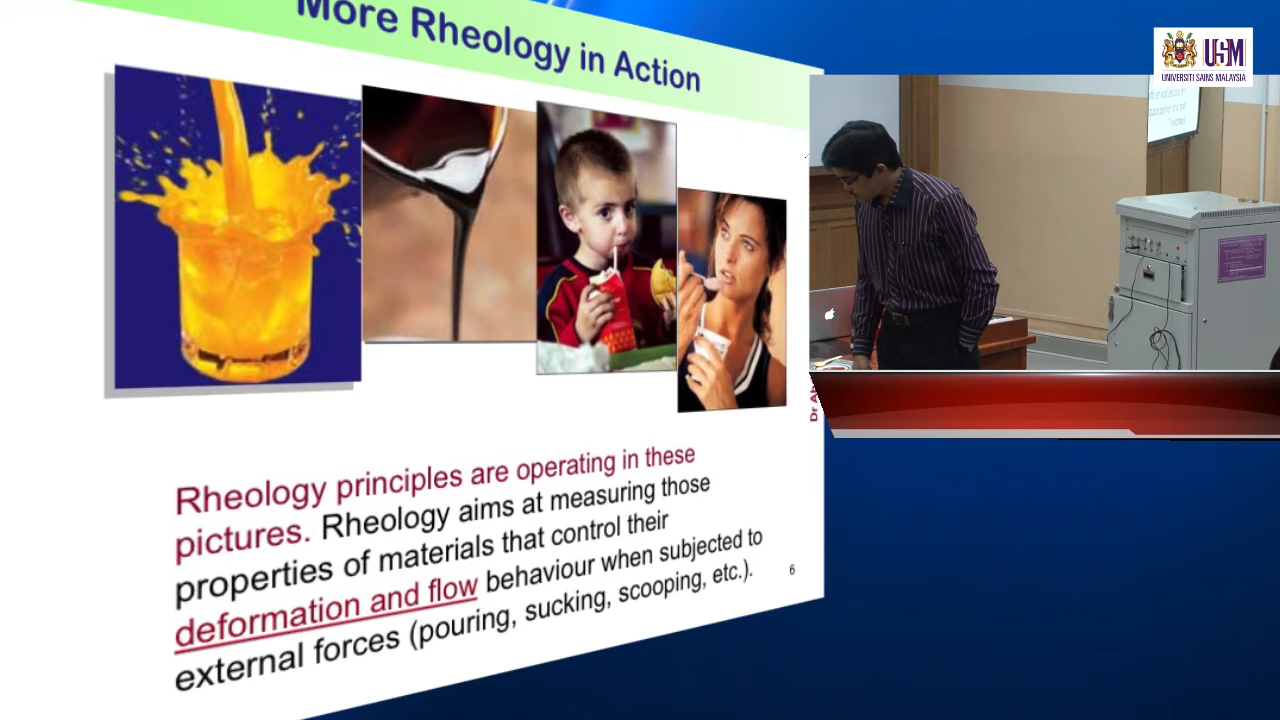 More Rheology in Action
Rheology principles are operating in these
pictures. Rheology aims at measuring those
properties of materials that control their
deformation and flow behaviour when subjected to
external forces (pouring, sucking, scooping, etc.).
6
USM
UNIVERSITI SAINS MALAYSIA